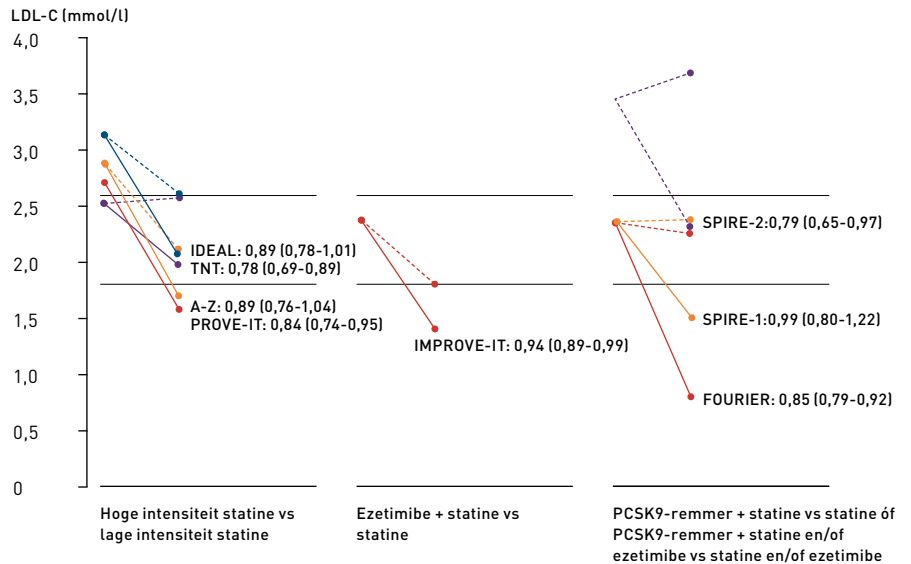 LDL-C (mmol/l)
4,0
3,5
3,0
2,5
2,0
1,5
1,0
0,5
0
IDEAL: 0,89 (0,78-1,01)
TNT: 0,78 (0,69-0,89)
A-Z: 0,89 (0,76-1,04)
PROVE-IT: 0,84 (0,74-0,95)
IMPROVE-IT: 0,94 (0,89-0,99)
SPIRE-2:0,79 (0,65-0,97)
SPIRE-1:0,99 (0,80-1,22)
FOURIER: 0,85 (0,79-0,92)
Hoge intensiteit statine vs
lage intensiteit statine
Ezetimibe + statine vs
statine
PCSK9-remmer + statine vs statine óf
PCSK9-remmer + statine en/of
ezetimibe vs statine en/of ezetimibe